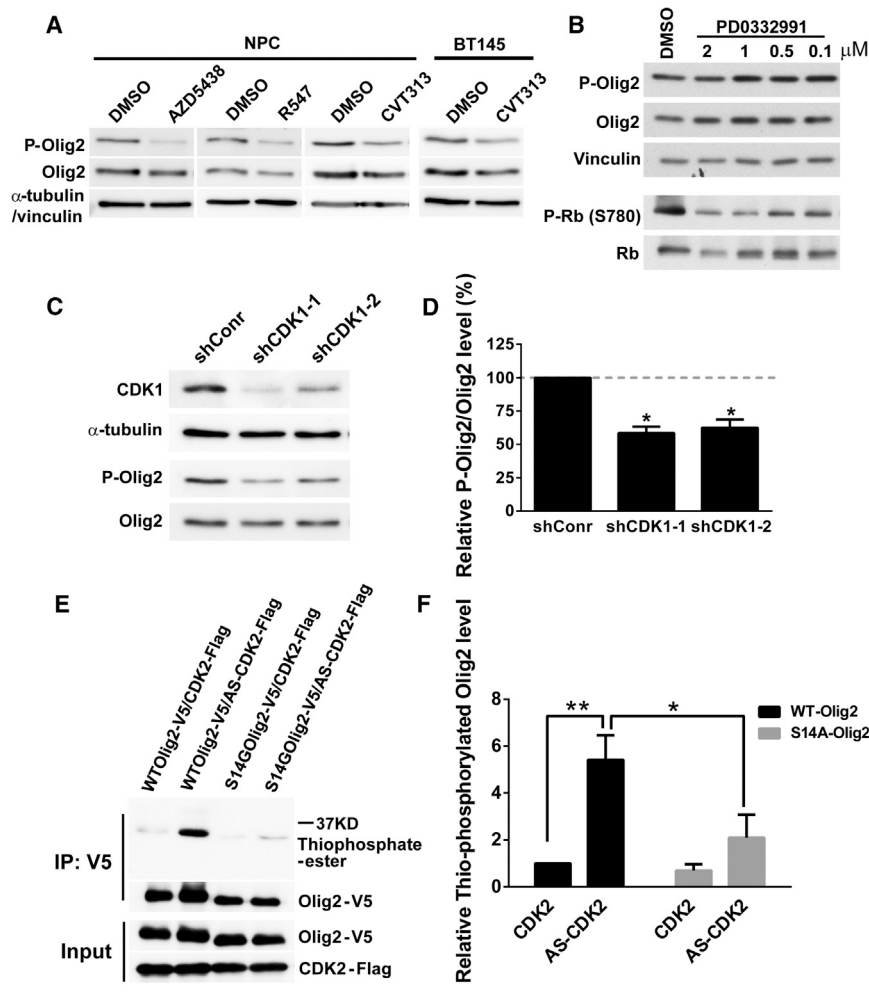 A
NPC
BT145
DMSO
AZD5438
DMSO
R547
DMSO
CVT313
DMSO
CVT313
P-Olig2
Olig2
α-tubulin
/vinculin
B
DMSO
PD0332991
2 1 0.5 0.1 μM
P-Olig2
Olig2
Vinculin
P-Rb (S780)
Rb
C
shConr
shCDK1-1
shCDK1-2
CDK1
α-tubulin
P-Olig2
Olig2
D
Relative P-Olig2/Olig2 level (%)
125
100
75
50
25
0
* *
shConr shCDK1-1 shCDK1-2
E
WTOlig2-V5/CDK2-Flag
WTOlig2-V5/AS-CDK2-Flag
S14GOlig2-V5/CDK2-Flag
S14GOlig2-V5/AS-CDK2-Flag
IP: V5
37KD
Thiophosphate
-ester
Olig2-V5
Input
Olig2-V5
CDK2-Flag
F
Relative Thio-phosphorylated Olig2 level
8
6
4
2
0
** *
WT-Olig2
S14A-Olig2
CDK2
AS-CDK2
CDK2
AS-CDK2